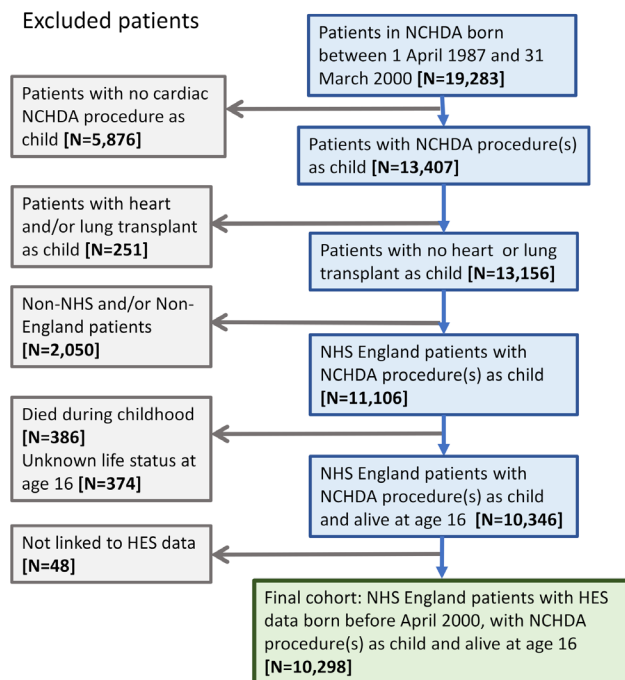 Excluded patients
Patients in NCHDA born
between 1 April 1987 and 31
March 2000 [N=19,283]
Patients with no cardiac
NCHDA procedure as
child [N=5,876]
Patients with NCHDA procedure(s)
as child [N=13,407]
Patients with heart
and/or lung transplant
as child [N=251]
Patients with no heart or lung
transplant as child [N=13,156]
Non-NHS and/or Non-
England patients
[N=2,050]
NHS England patients with
NCHDA procedure(s) as child
[N=11,106]
Died during childhood
[N=386]
Unknown life status at
age 16 [N=374]
NHS England patients with
NCHDA procedure(s) as child
and alive at age 16 [N=10,346]
Not linked to HES data
[N=48]
Final cohort: NHS England patients with HES
data born before April 2000, with NCHDA
procedure(s) as child and alive at age 16
[N=10,298]